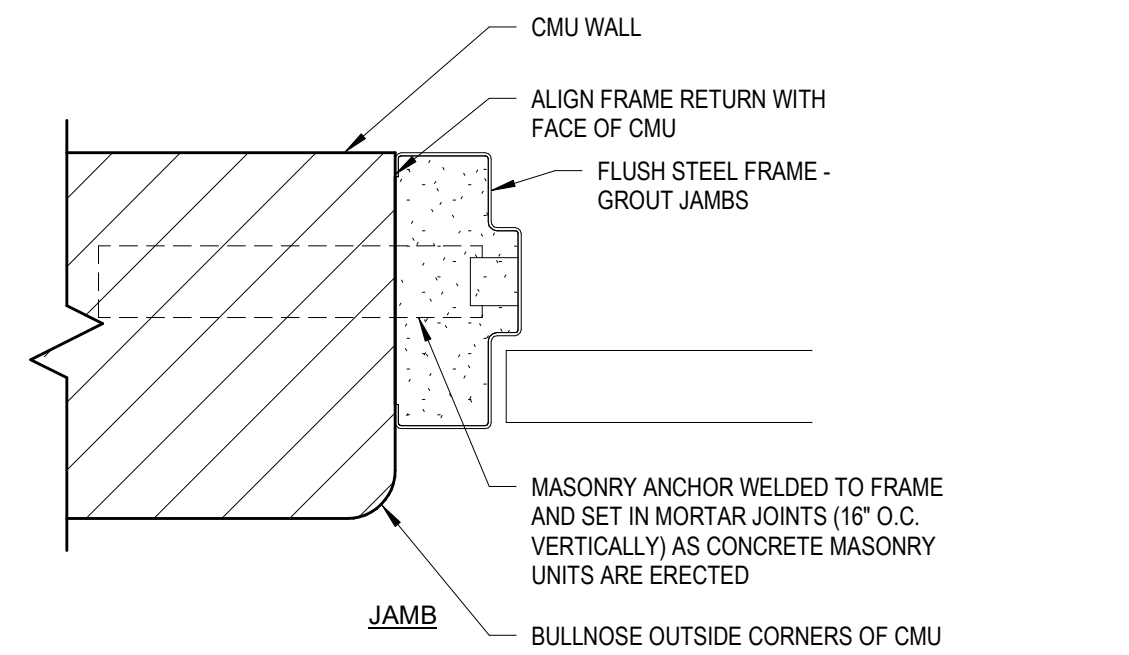 CMU WALL
ALIGN FRAME RETURN WITH
FACE OF CMU
FLUSH STEEL FRAME -
GROUT JAMBS
MASONRY ANCHOR WELDED TO FRAME
AND SET IN MORTAR JOINTS (16" O.C.
VERTICALLY) AS CONCRETE MASONRY
UNITS ARE ERECTED
JAMB
BULLNOSE OUTSIDE CORNERS OF CMU